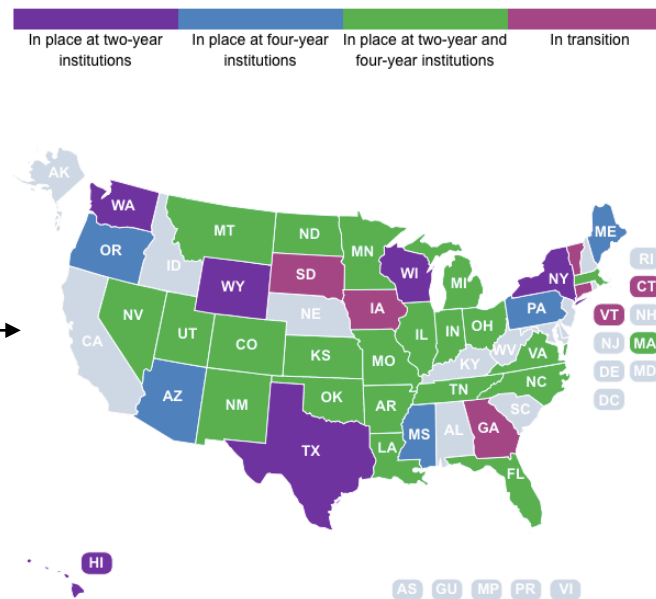 In place at two-year
institutions
In place at four-year
institutions
In place at two-year and
four-year institutions
In transition
AK
WA
MT
ND
MN
ME
OR
ID
SD
WI
MI
NY
RI
WY
IA
PA
CT
NV
NE
IL
IN
OH
VT
NH
CA
UT
CO
KS
MO
KY
WV
VA
NJ
MA
AZ
NM
OK
AR
TN
NC
DE
MD
TX
LA
MS
AL
GA
SC
DC
FL
HI
AS
GU
MP
PR
VI